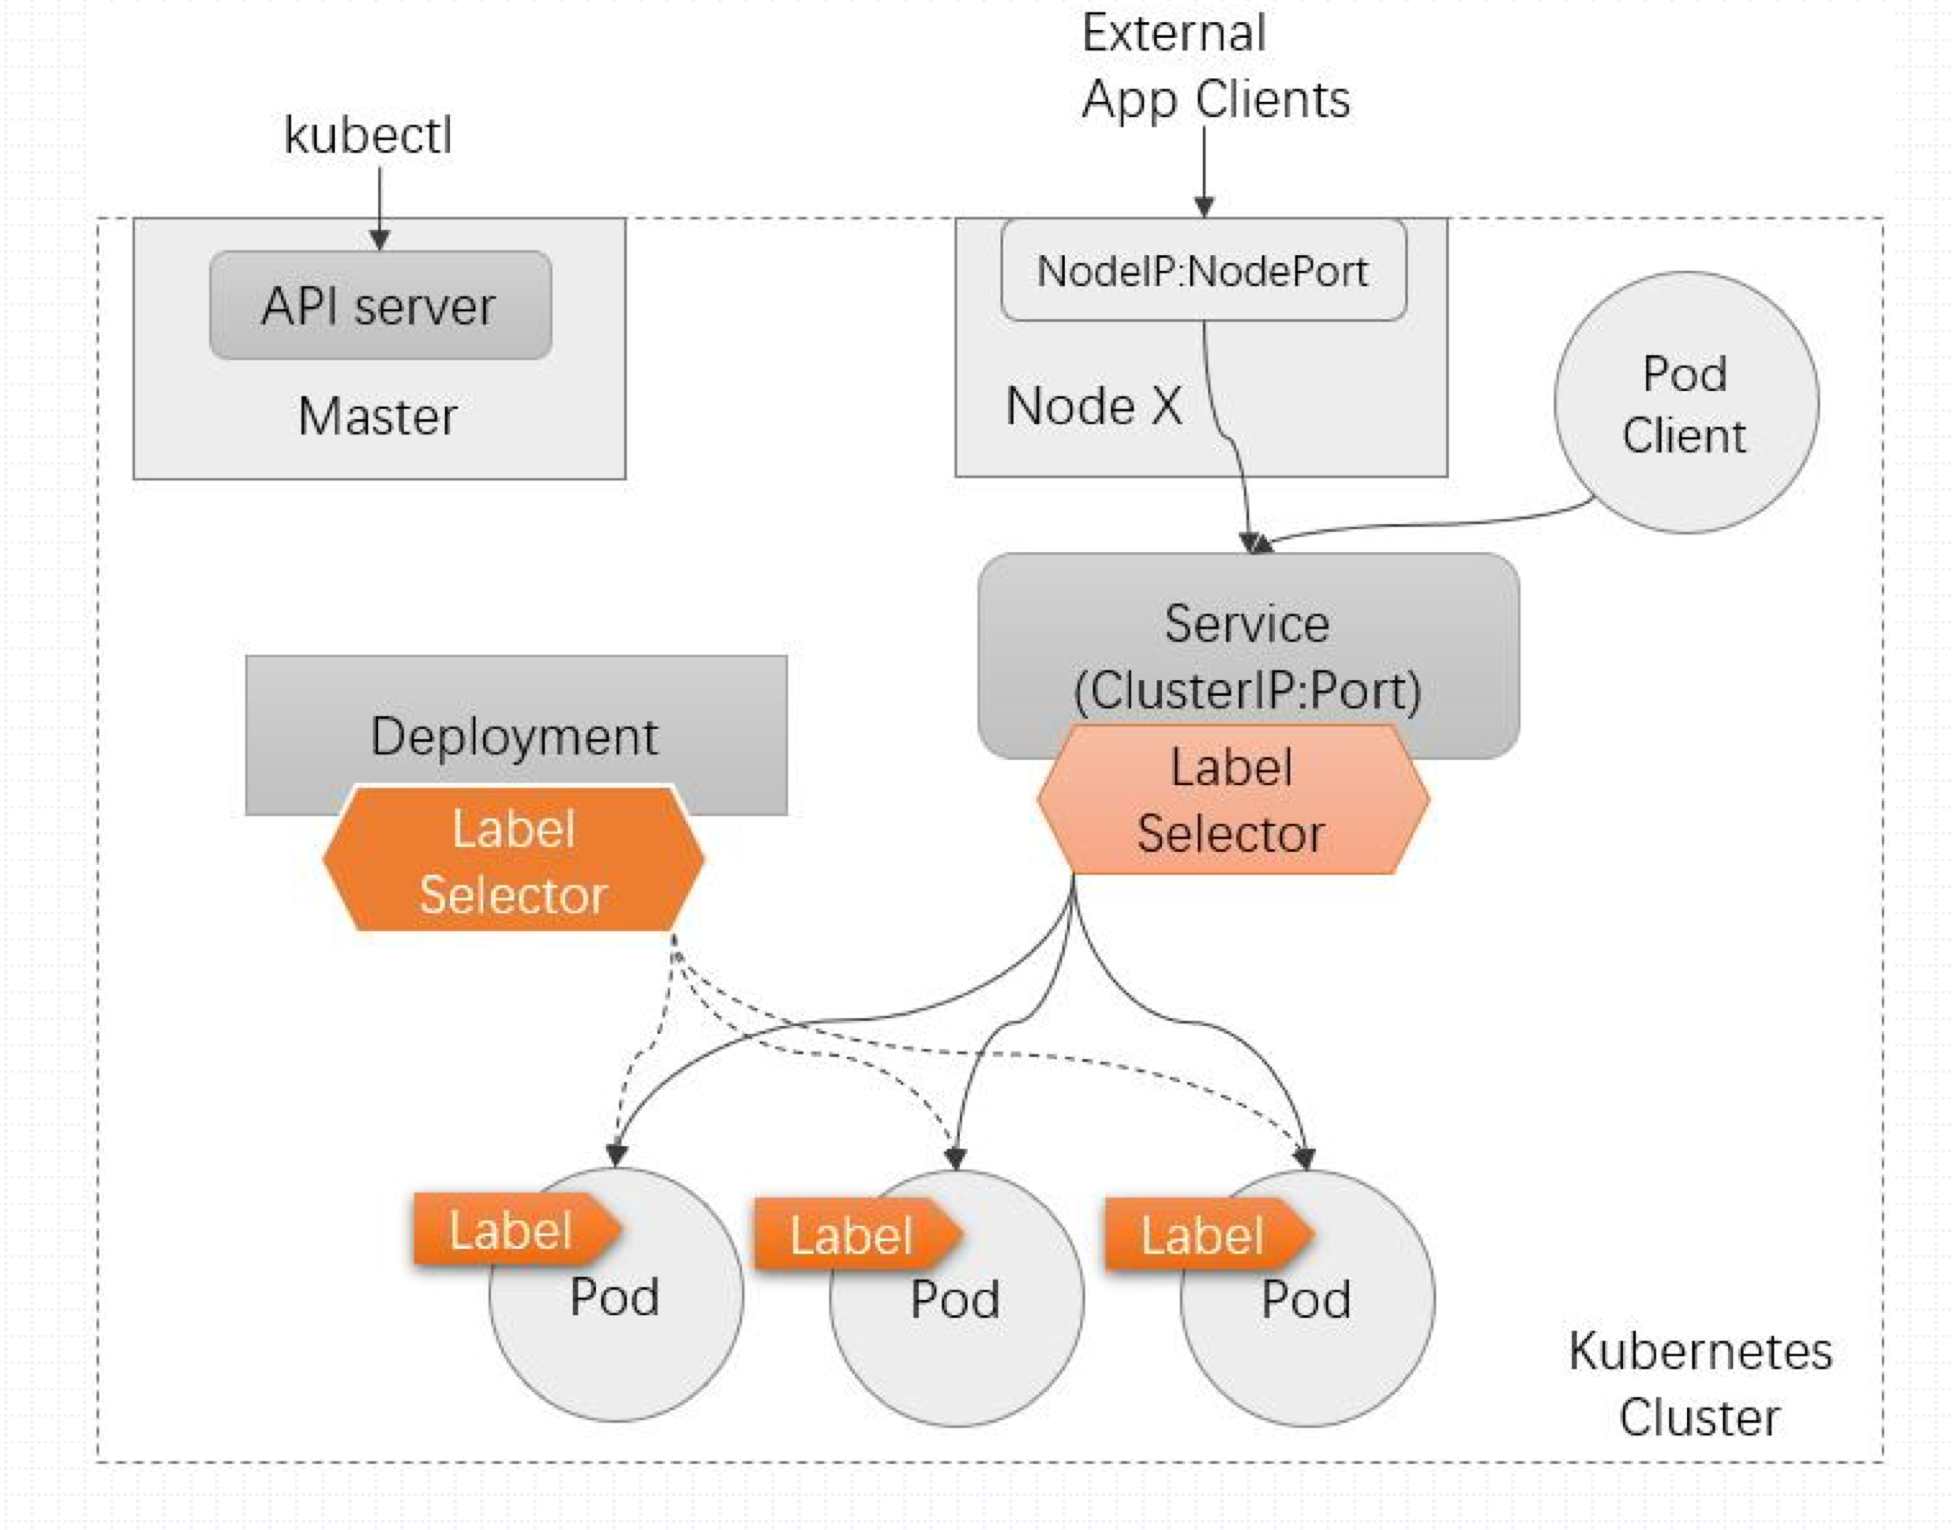 External
App Clients
kubectl
API server
Master
NodeIP:NodePort
Node X
Pod
Client
Service
(ClusterIP:Port)
Label
Selector
Deployment
Label
Selector
Label
Pod
Label
Pod
Label
Pod
Kubernetes
Cluster